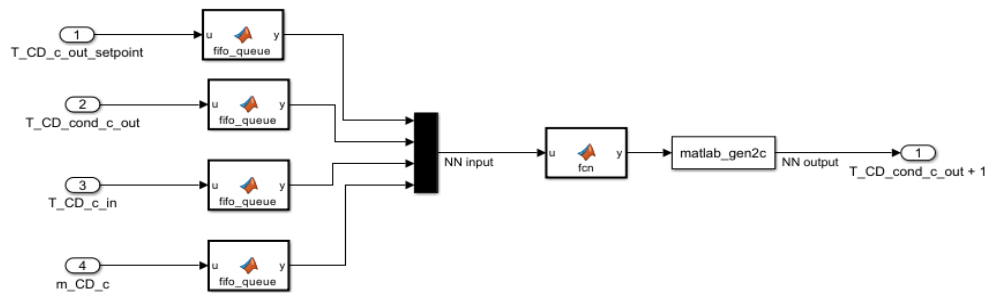 1
T_CD_c_out_setpoint
u
y
fifo_queue
2
T_CD_cond_c_out
u
y
fifo_queue
3
T_CD_c_in
u
y
fifo_queue
4
m_CD_c
u
y
fifo_queue
NN input
u
y
fcn
matlab_gen2c
NN output
1
T_CD_cond_c_out + 1